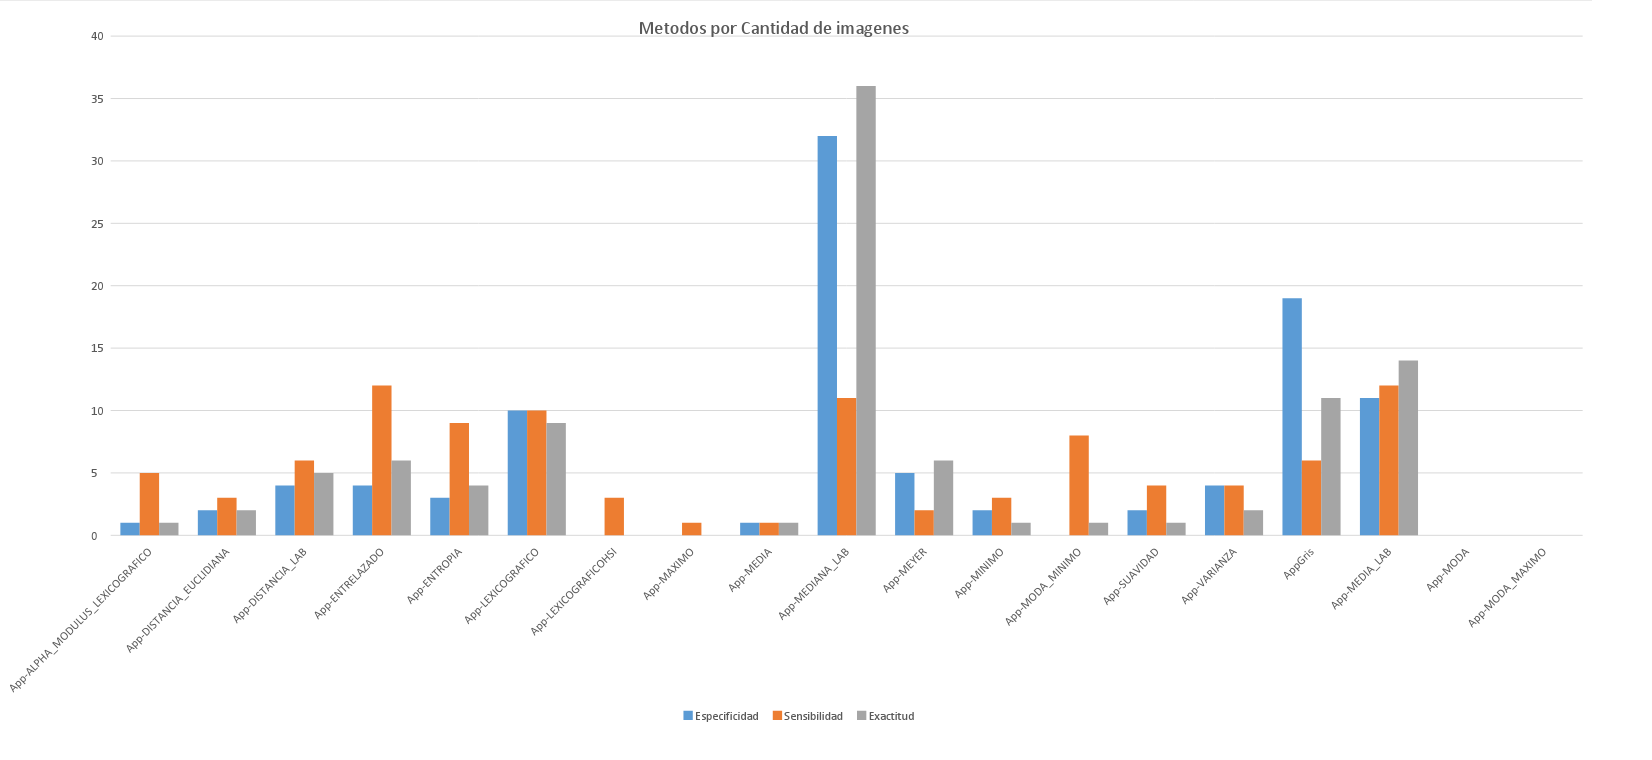 Metodos por Cantidad de imagenes
40
35
30
25
20
15
10
5
0
App-ALPHA_MODULUS_LEXICOGRAFICO
App-DISTANCIA_EUCLIDIANA
App-DISTANCIA_LAB
App-ENTRELAZADO
App-ENTROPIA
App-LEXICOGRAFICO
App-LEXICOGRAFICOHSI
App-MAXIMO
App-MEDIA
App-MEDIANA_LAB
App-MEYER
App-MINIMO
App-MODA_MINIMO
App-SUAVIDAD
App-VARIANZA
AppGris
App-MEDIA_LAB
App-MODA
App-MODA_MAXIMO
Especificidad Sensibilidad Exactitud